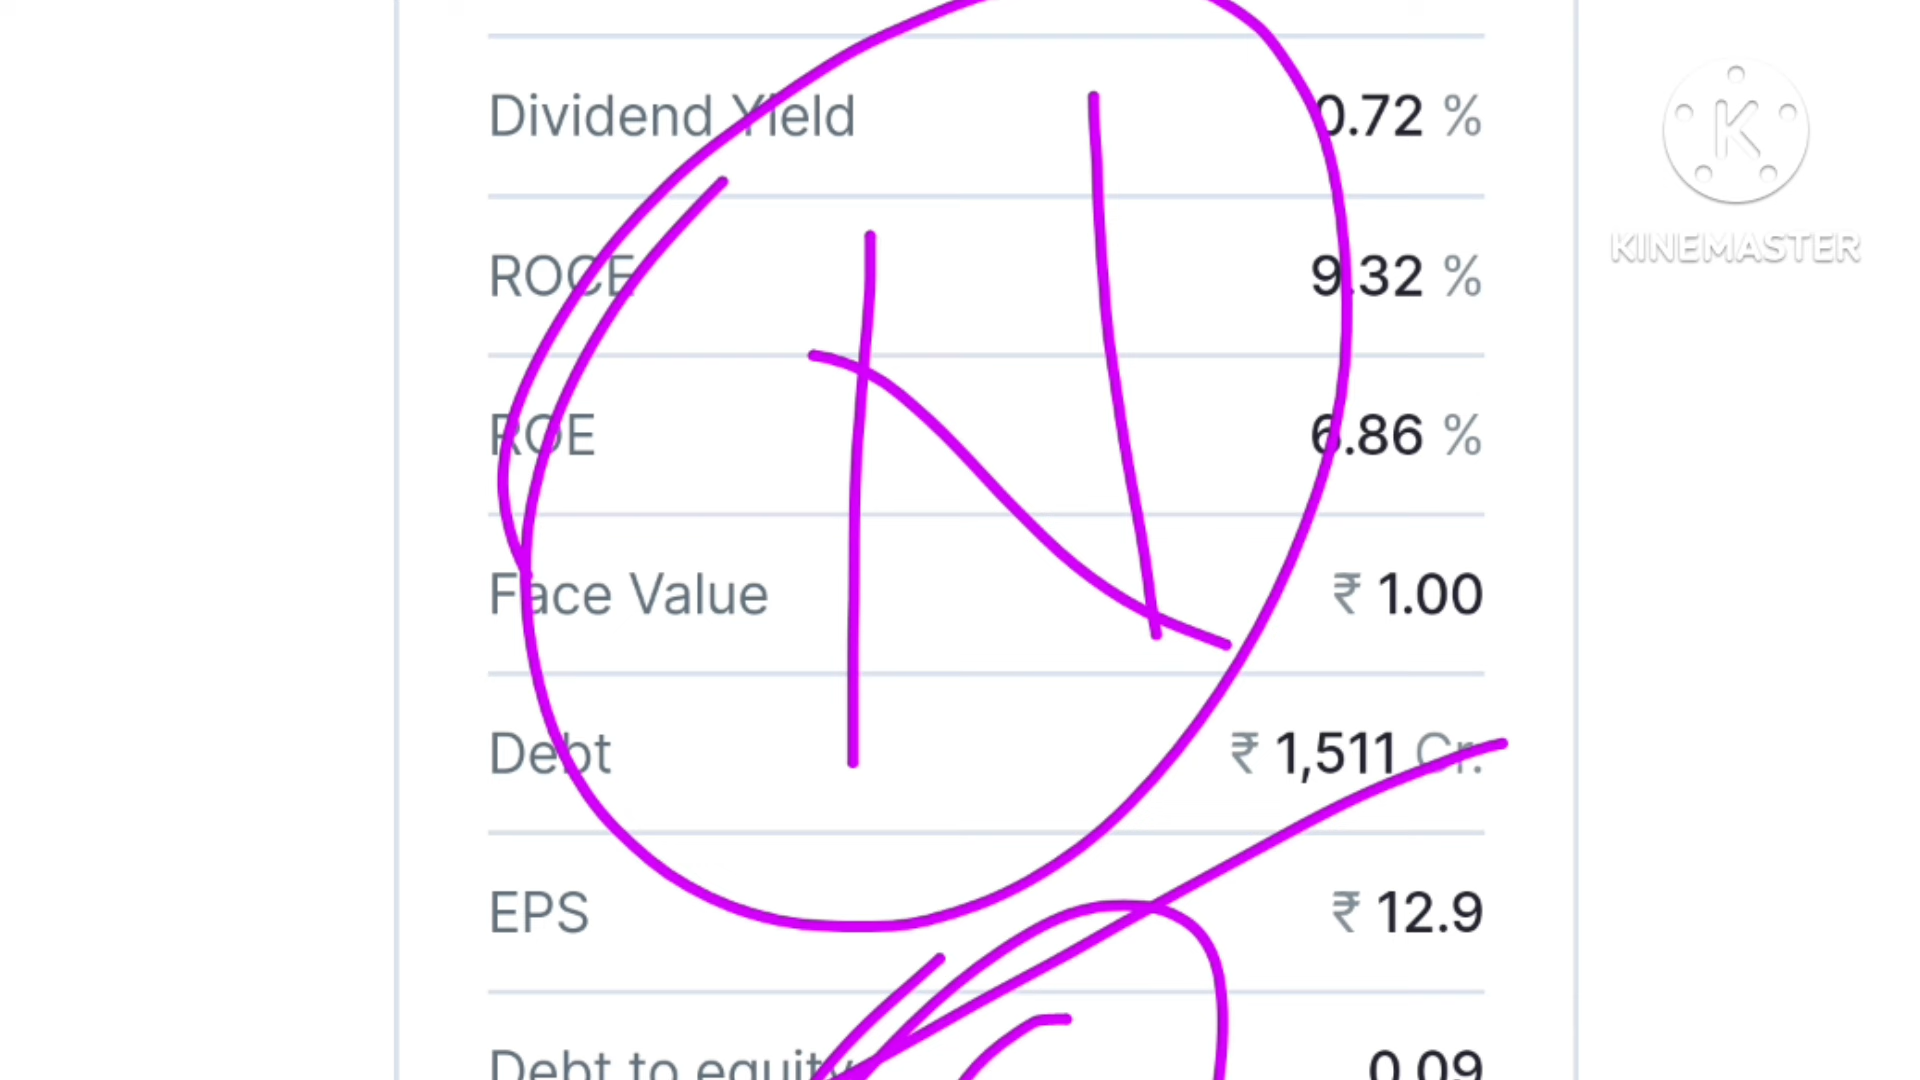 Dividend Yield 0.72 %
ROCE 9.32 %
ROE 6.86 %
Face Value ₹ 1.00
Debt ₹ 1,511 Cr.
EPS ₹ 12.9
Debt to equity 0.09
N
K
KINEMASTER